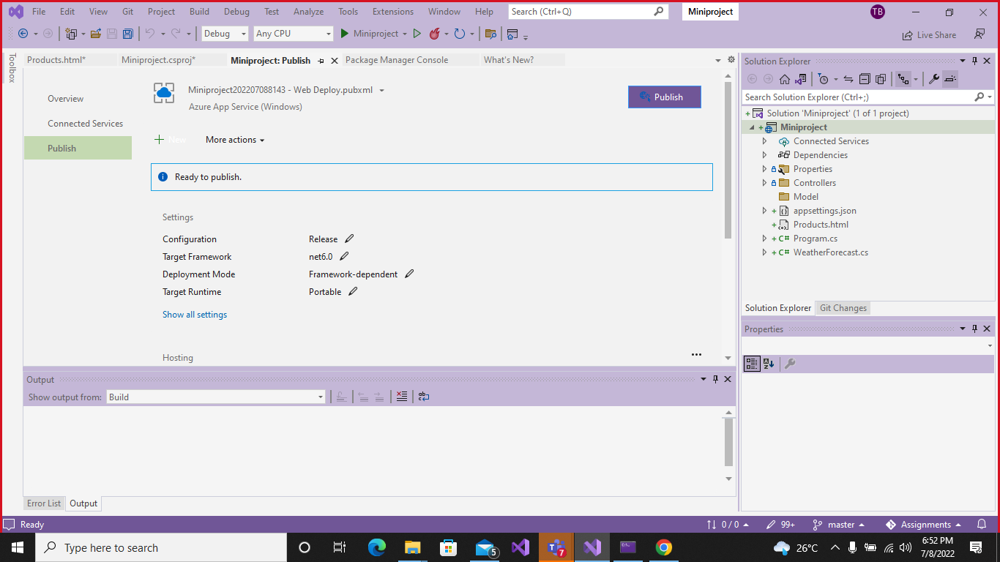 File Edit View Git Project Build Debug Test Analyze Tools Extensions Window Help Search (Ctrl+Q) Miniproject TB
Debug Any CPU Miniproject Live Share
Toolbox
Products.html* Miniproject.csproj* Miniproject: Publish Package Manager Console What's New?
Overview
Connected Services
Publish
Miniproject202207088143 - Web Deploy.pubxml
Azure App Service (Windows)
Publish
New More actions
Ready to publish.
Settings
Configuration Release
Target Framework net6.0
Deployment Mode Framework-dependent
Target Runtime Portable
Show all settings
Hosting
Output
Show output from: Build
Error List Output
Solution Explorer
Search Solution Explorer (Ctrl+;)
Solution 'Miniproject' (1 of 1 project)
Miniproject
Connected Services
Dependencies
Properties
Controllers
Model
appsettings.json
Products.html
C# Program.cs
C# WeatherForecast.cs
Solution Explorer Git Changes
Properties
Ready 0 / 0 99+ master Assignments
Type here to search 5 7 26°C 6:52 PM
7/8/2022